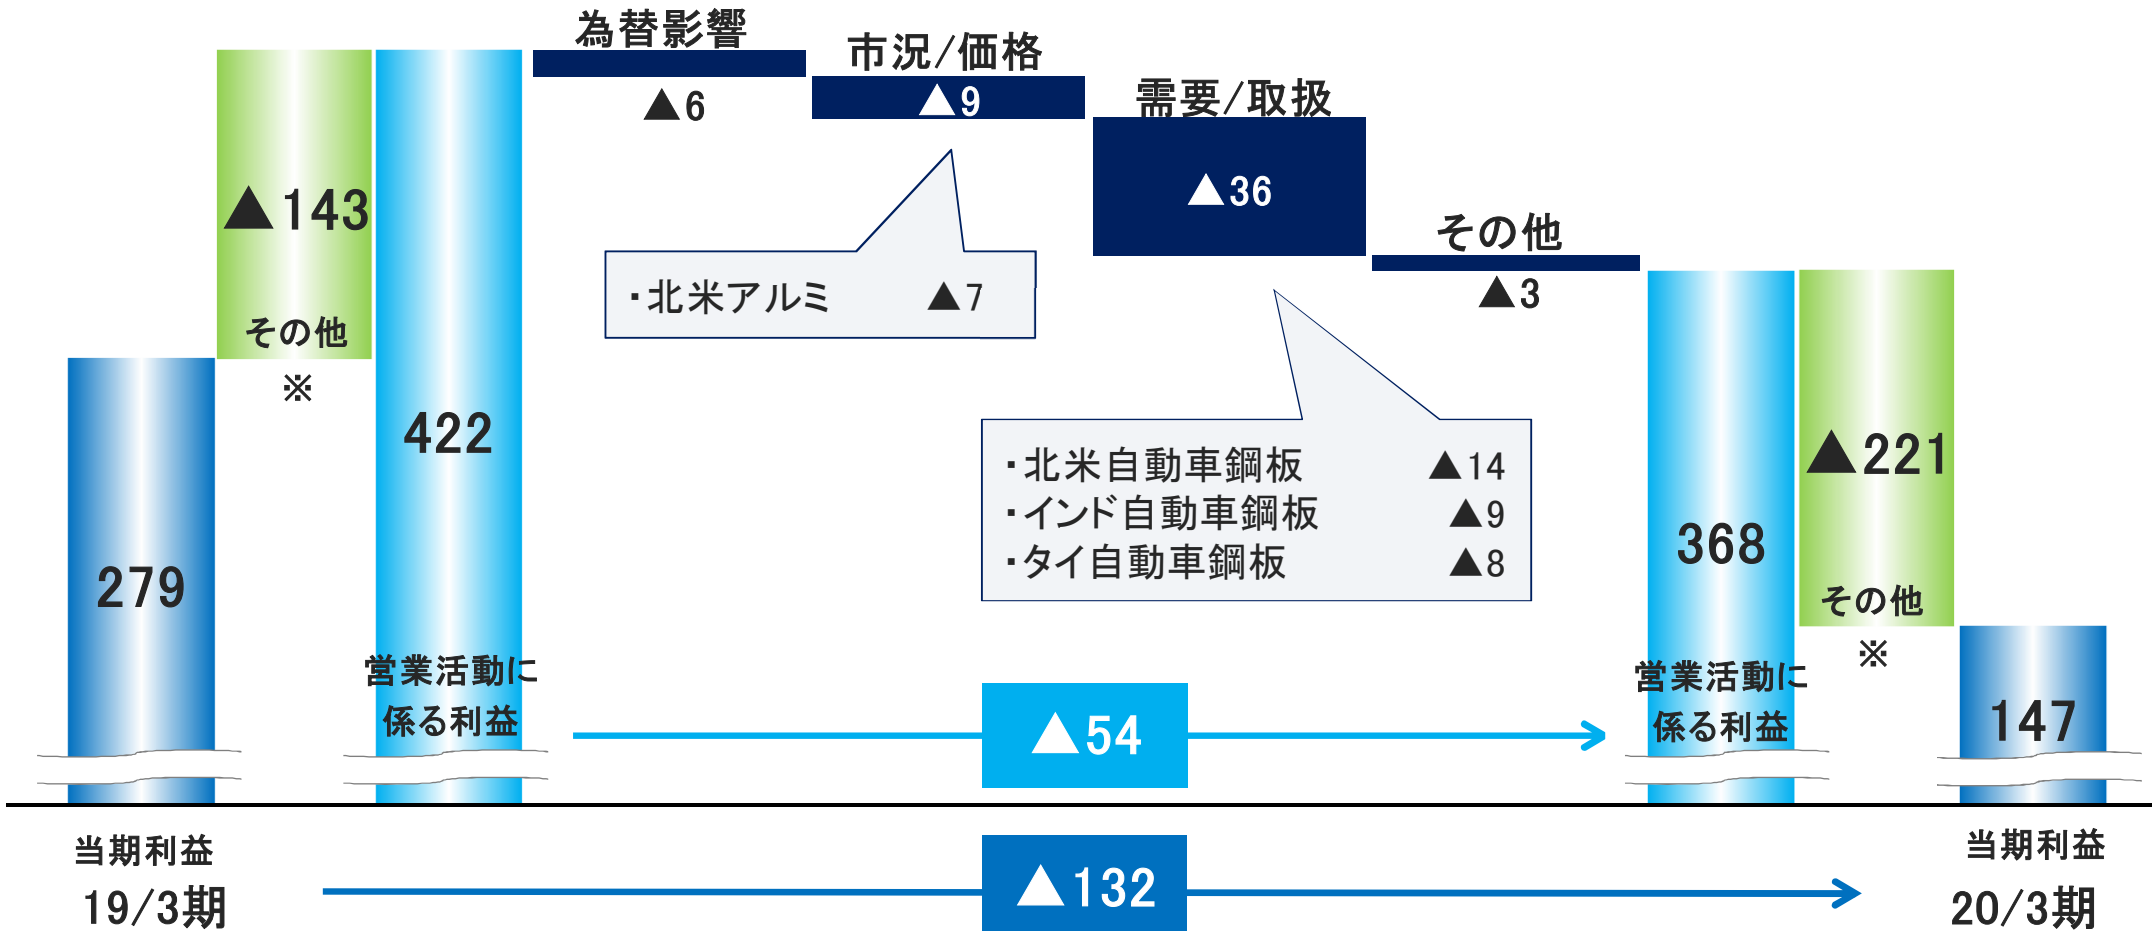 為替影響
▲6
市況/価格
▲9
需要/取扱
▲36
その他
▲3
▲143
その他
※
279
422
営業活動に
係る利益
・北米アルミ ▲7
・北米自動車鋼板 ▲14
・インド自動車鋼板 ▲9
・タイ自動車鋼板 ▲8
368
営業活動に
係る利益
▲221
その他
※
147
▲54
当期利益
19/3期
▲132
当期利益
20/3期